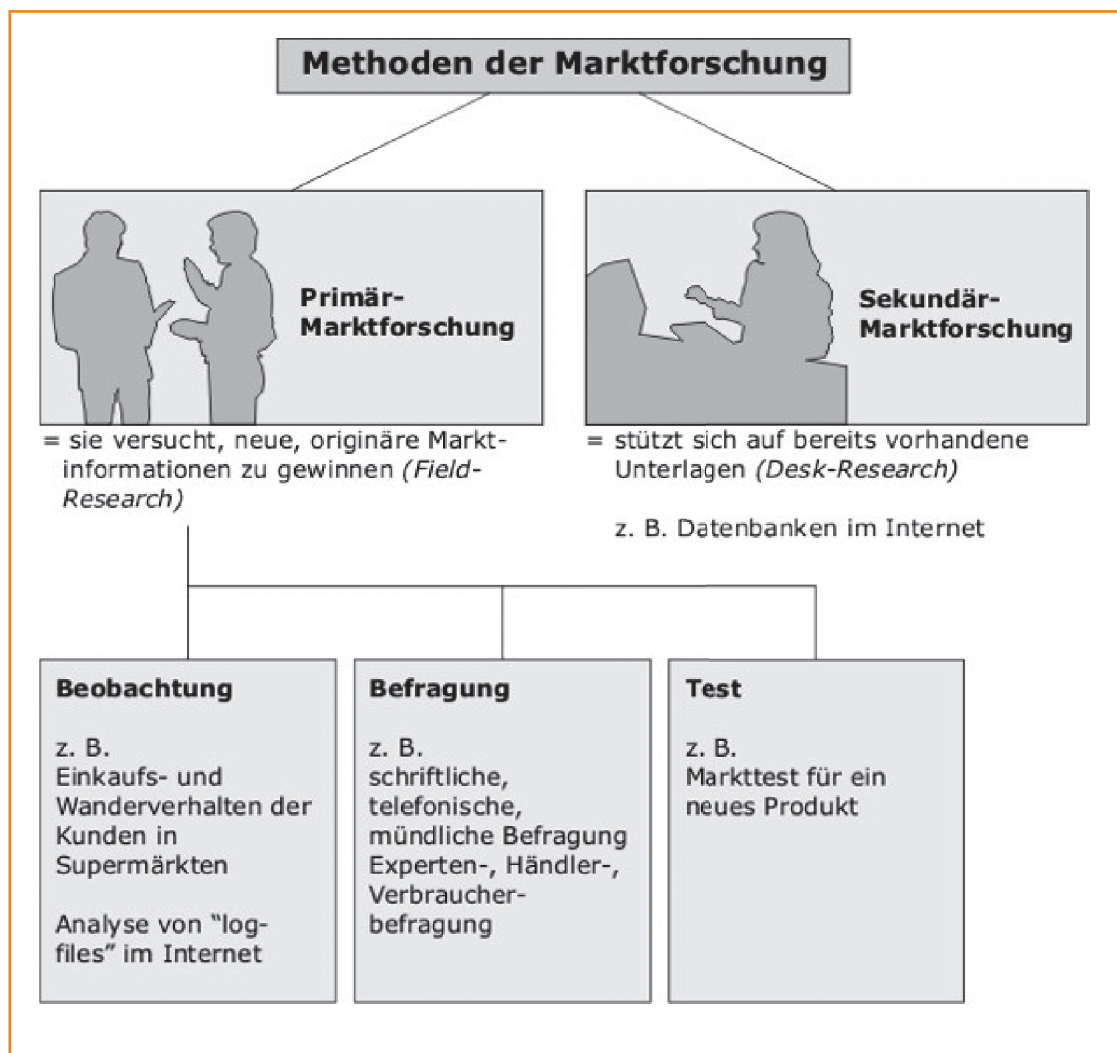 Methoden der Marktforschung
Primär-
Marktforschung
= sie versucht, neue, originäre Markt-
informationen zu gewinnen (Field-
Research)
Sekundär-
Marktforschung
= stützt sich auf bereits vorhandene
Unterlagen (Desk-Research)
z. B. Datenbanken im Internet
Beobachtung
z. B.
Einkaufs- und
Wanderverhalten der
Kunden in
Supermärkten
Analyse von “log-
files” im Internet
Befragung
z. B.
schriftliche,
telefonische,
mündliche Befragung
Experten-, Händler-,
Verbraucher-
befragung
Test
z. B.
Markttest für ein
neues Produkt